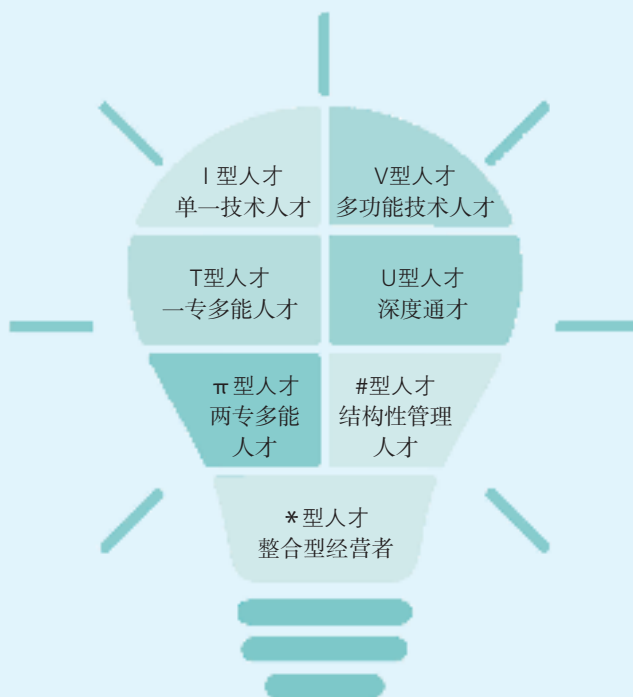 I 型人才
单一技术人才
V型人才
多功能技术人才
T型人才
一专多能人才
U型人才
深度通才
π 型人才
两专多能
人才
#型人才
结构性管理
人才
*型人才
整合型经营者